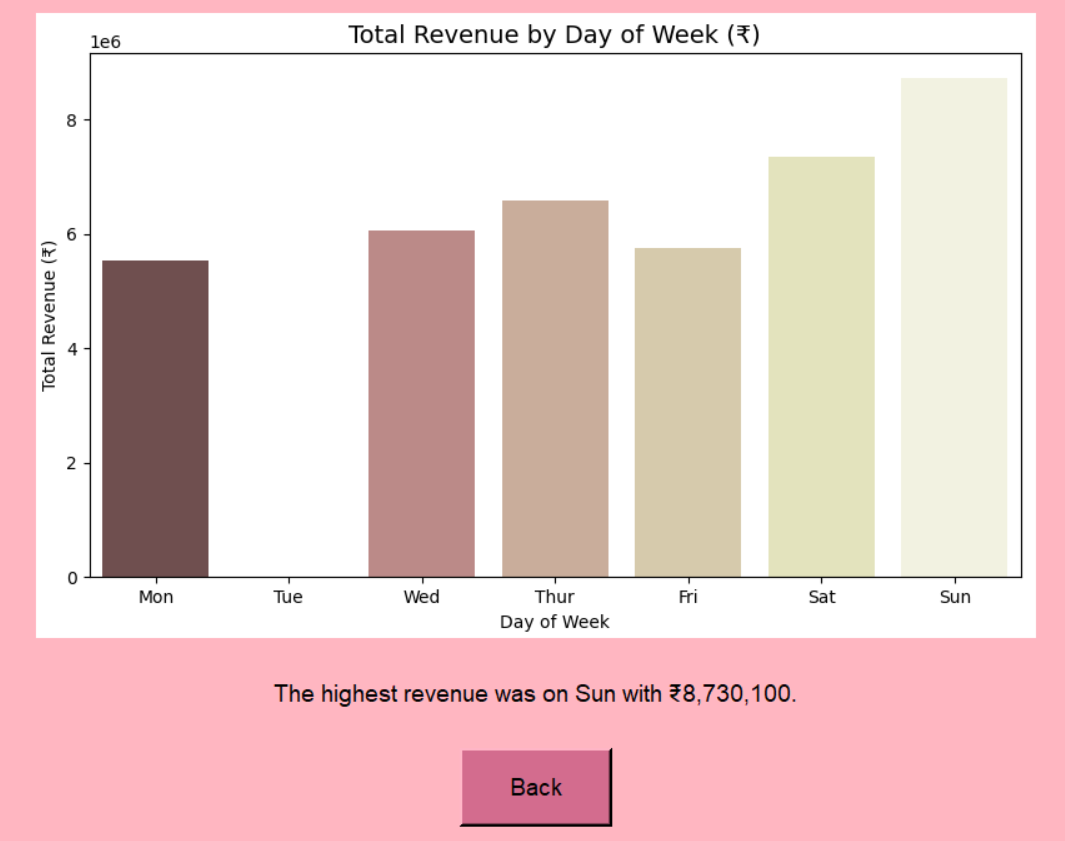 Total Revenue by Day of Week (₹)
1e6
8
6
4
2
0
Total Revenue (₹)
Mon Tue Wed Thur Fri Sat Sun
Day of Week
The highest revenue was on Sun with ₹8,730,100.
Back